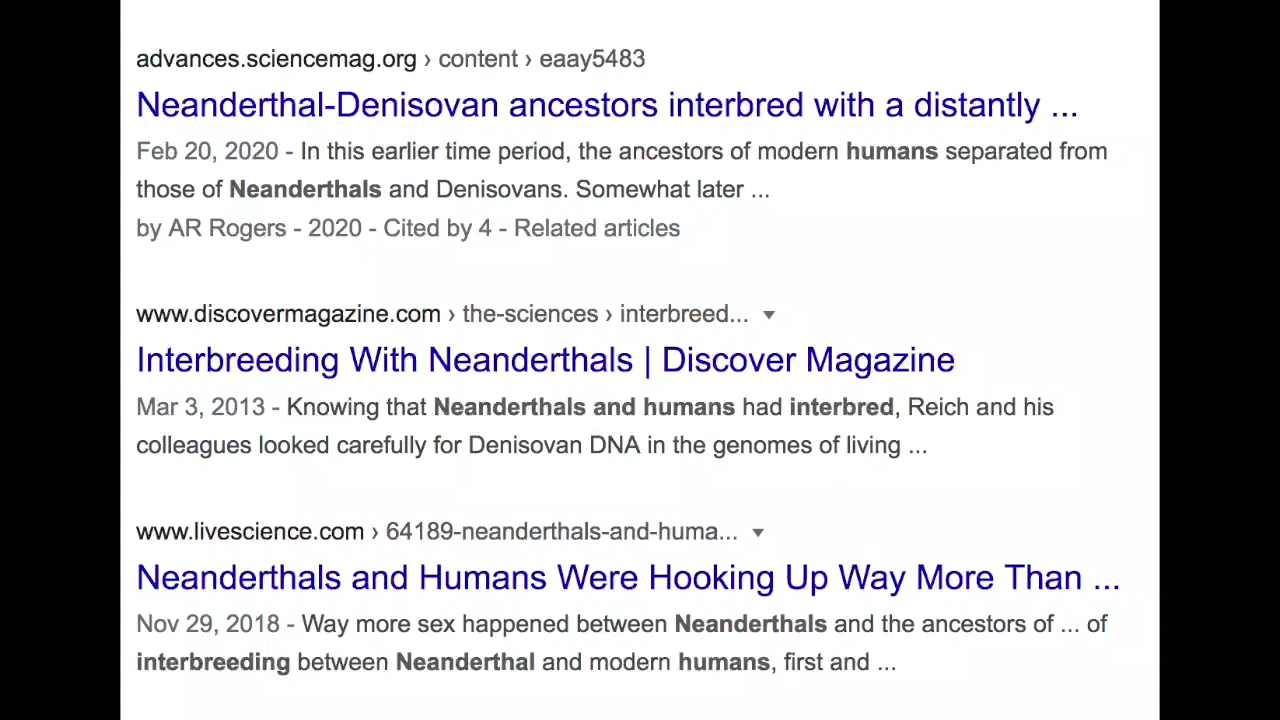 advances.sciencemag.org › content › eaay5483
Neanderthal-Denisovan ancestors interbred with a distantly ...
Feb 20, 2020 - In this earlier time period, the ancestors of modern humans separated from
those of Neanderthals and Denisovans. Somewhat later ...
by AR Rogers - 2020 - Cited by 4 - Related articles
www.discovermagazine.com › the-sciences › interbreed...
Interbreeding With Neanderthals | Discover Magazine
Mar 3, 2013 - Knowing that Neanderthals and humans had interbred, Reich and his
colleagues looked carefully for Denisovan DNA in the genomes of living ...
www.livescience.com › 64189-neanderthals-and-huma...
Neanderthals and Humans Were Hooking Up Way More Than ...
Nov 29, 2018 - Way more sex happened between Neanderthals and the ancestors of ... of
interbreeding between Neanderthal and modern humans, first and ...